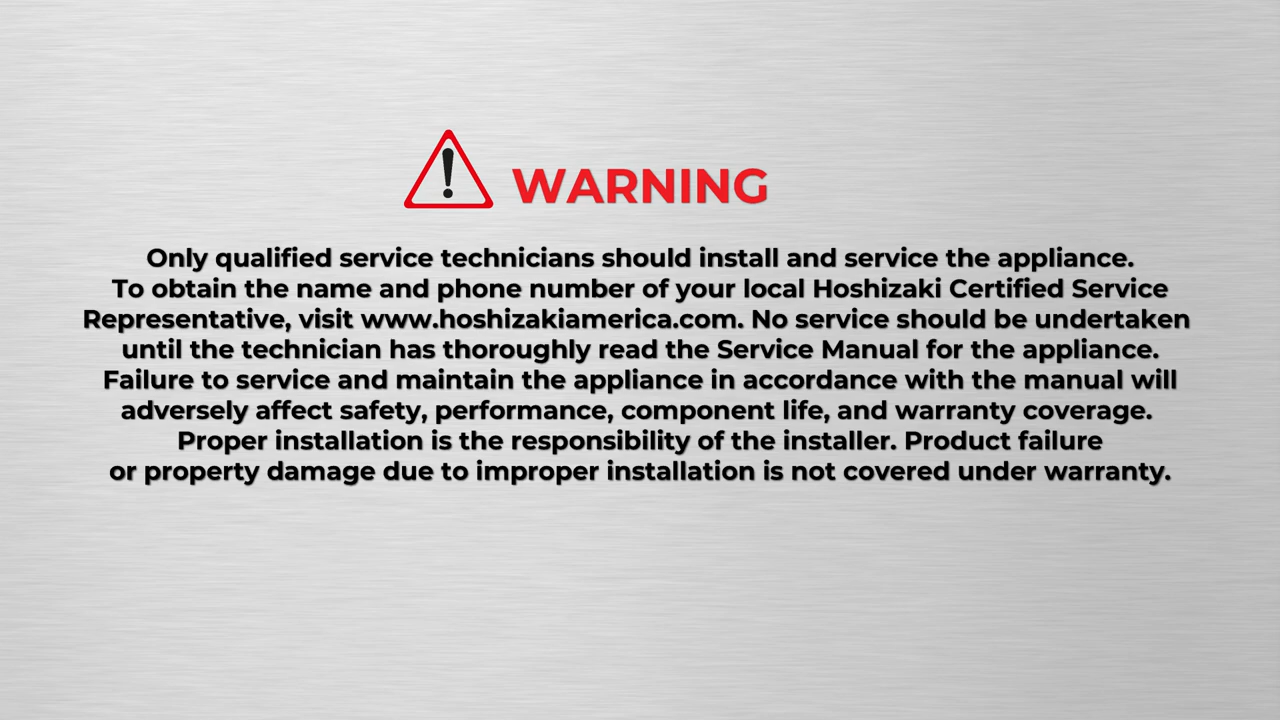 WARNING
Only qualified service technicians should install and service the appliance.
To obtain the name and phone number of your local Hoshizaki Certified Service
Representative, visit www.hoshizakiamerica.com. No service should be undertaken
until the technician has thoroughly read the Service Manual for the appliance.
Failure to service and maintain the appliance in accordance with the manual will
adversely affect safety, performance, component life, and warranty coverage.
Proper installation is the responsibility of the installer. Product failure
or property damage due to improper installation is not covered under warranty.